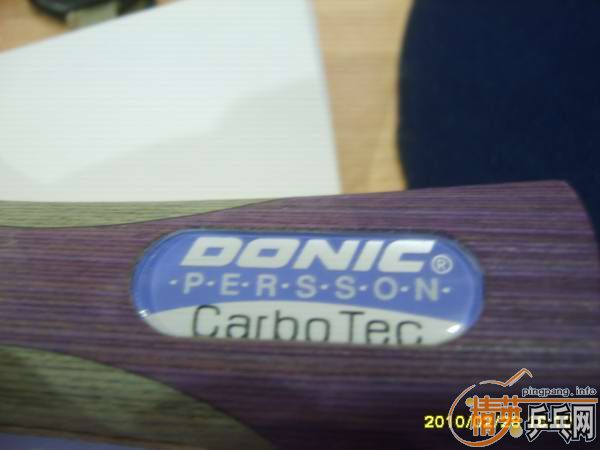 DONIC®
·P·E·R·S·S·O·N·
CarboTec
pingpang.info
精英乒乓网